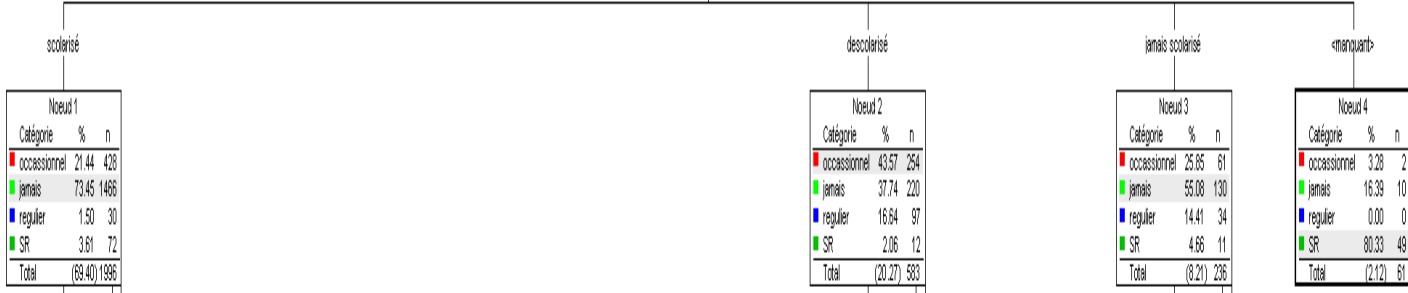 scolarisé
descolarisé
jamais scolarisé
<manquant>
Noeud 1
Catégorie % n
occassionnel 21.44 428
jamais 73.45 1466
regulier 1.50 30
SR 3.61 72
Total (69.40) 1996
Noeud 2
Catégorie % n
occassionnel 43.57 254
jamais 37.74 220
regulier 16.64 97
SR 2.06 12
Total (20.27) 583
Noeud 3
Catégorie % n
occassionnel 25.85 61
jamais 55.08 130
regulier 14.41 34
SR 4.66 11
Total (8.21) 236
Noeud 4
Catégorie % n
occassionnel 3.28 2
jamais 16.39 10
regulier 0.00 0
SR 80.33 49
Total (2.12) 61